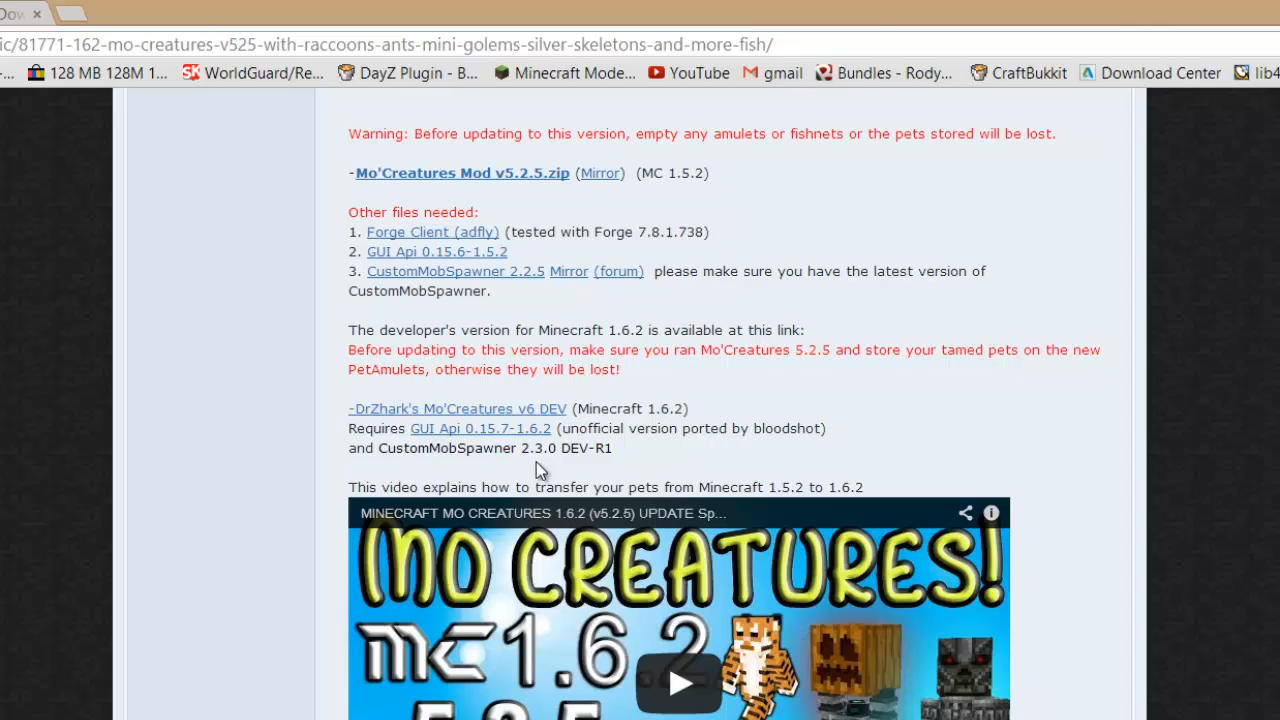 Dow
ic/81771-162-mo-creatures-v525-with-raccoons-ants-mini-golems-silver-skeletons-and-more-fish/
-... 128 MB 128M 1... SK WorldGuard/Re... DayZ Plugin - B... Minecraft Mode... YouTube gmail Bundles - Rody... CraftBukkit Download Center lib4
Warning: Before updating to this version, empty any amulets or fishnets or the pets stored will be lost.
-Mo'Creatures Mod v5.2.5.zip (Mirror) (MC 1.5.2)
Other files needed:
1. Forge Client (adfly) (tested with Forge 7.8.1.738)
2. GUI Api 0.15.6-1.5.2
3. CustomMobSpawner 2.2.5 Mirror (forum) please make sure you have the latest version of
CustomMobSpawner.
The developer's version for Minecraft 1.6.2 is available at this link:
Before updating to this version, make sure you ran Mo'Creatures 5.2.5 and store your tamed pets on the new
PetAmulets, otherwise they will be lost!
-DrZhark's Mo'Creatures v6 DEV (Minecraft 1.6.2)
Requires GUI Api 0.15.7-1.6.2 (unofficial version ported by bloodshot)
and CustomMobSpawner 2.3.0 DEV-R1
This video explains how to transfer your pets from Minecraft 1.5.2 to 1.6.2
MINECRAFT MO CREATURES 1.6.2 (v5.2.5) UPDATE Sp...
MO CREATURES!
MC 1.6.2
5.2.5